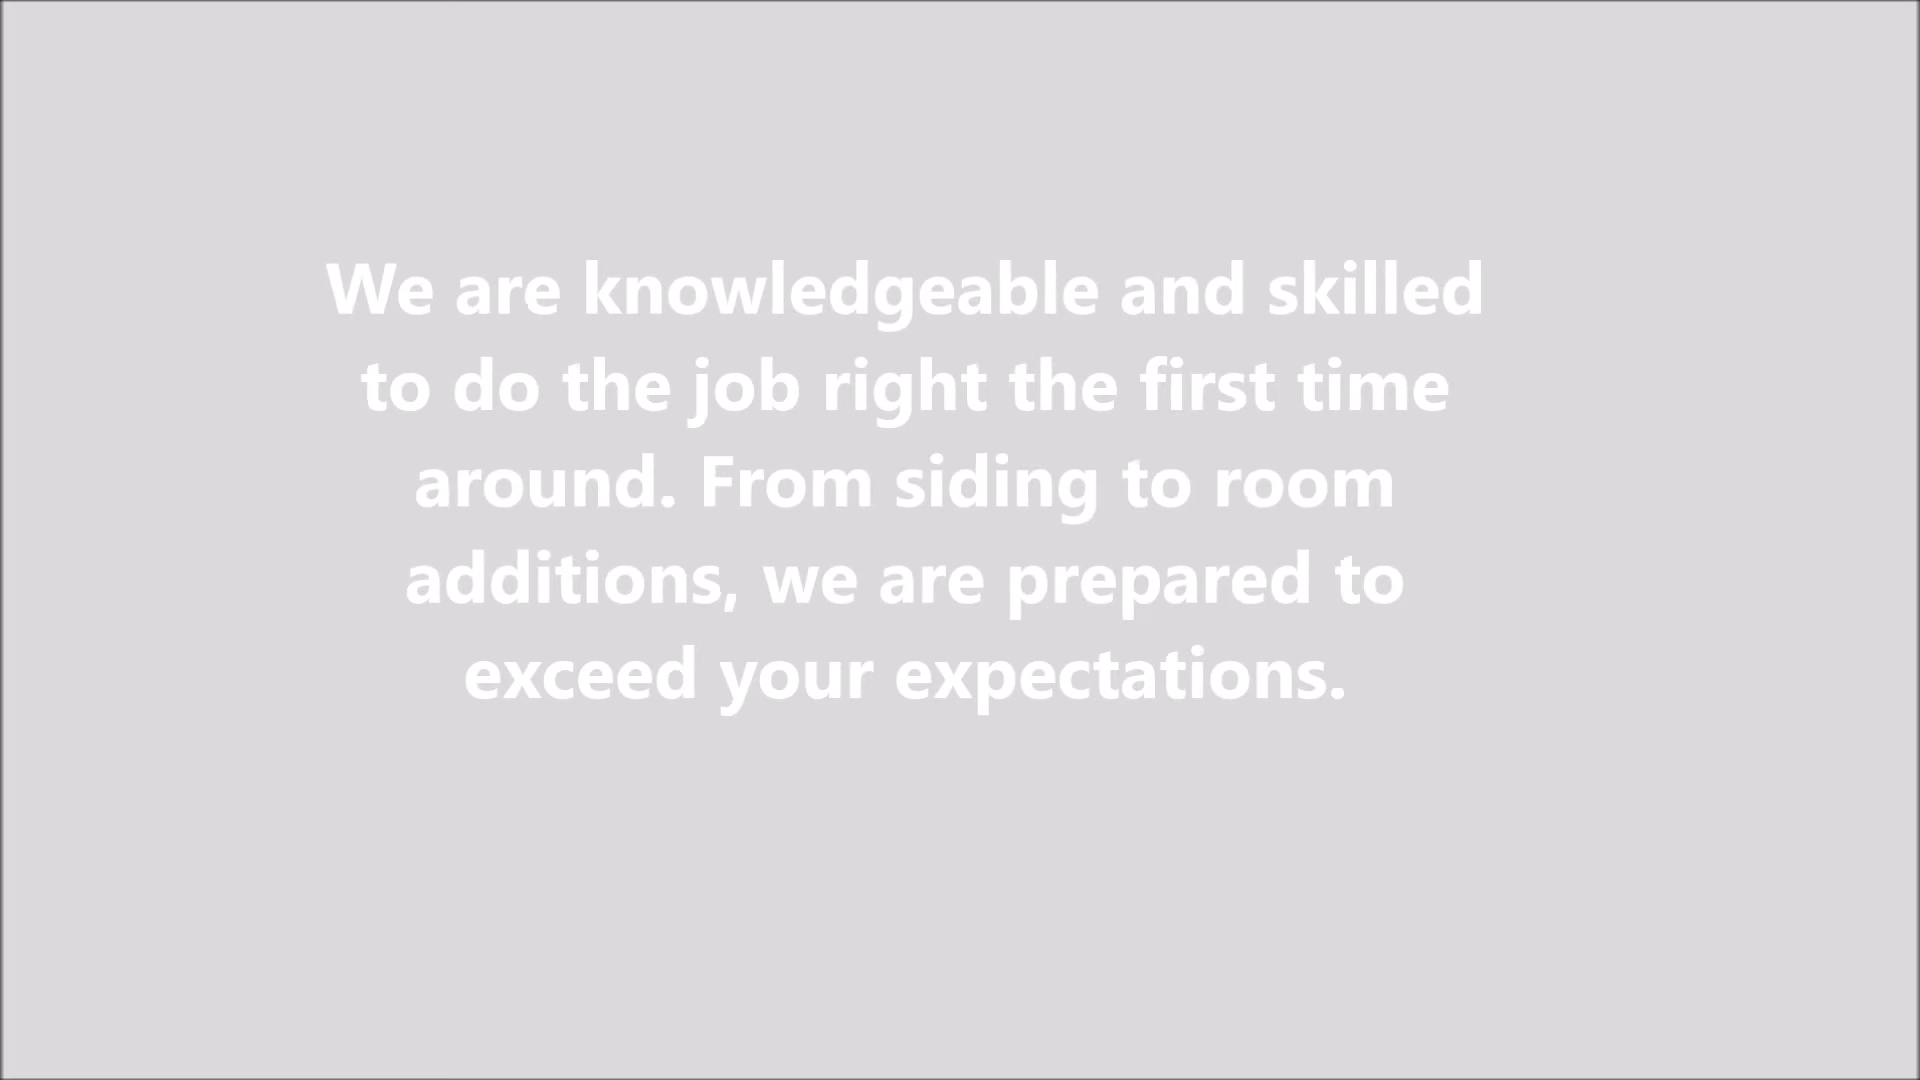 We are knowledgeable and skilled
to do the job right the first time
around. From siding to room
additions, we are prepared to
exceed your expectations.